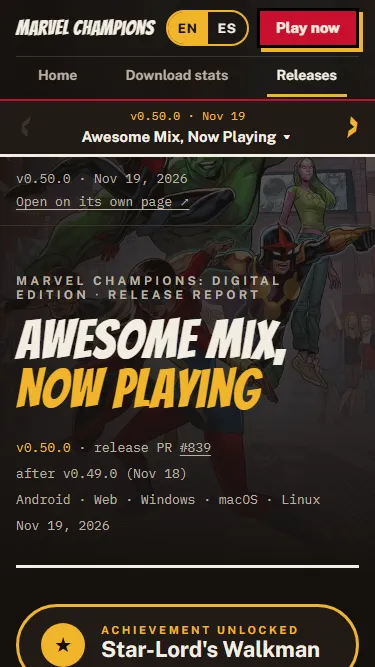 MARVEL CHAMPIONS
EN ES
Play now
Home Download stats Releases
v0.50.0 · Nov 19
Awesome Mix, Now Playing
v0.50.0 · Nov 19, 2026
Open on its own page ↗
MARVEL CHAMPIONS: DIGITAL
EDITION · RELEASE REPORT
AWESOME MIX,
NOW PLAYING
v0.50.0 · release PR #839
after v0.49.0 (Nov 18)
Android · Web · Windows · macOS · Linux
Nov 19, 2026
ACHIEVEMENT UNLOCKED
Star-Lord's Walkman